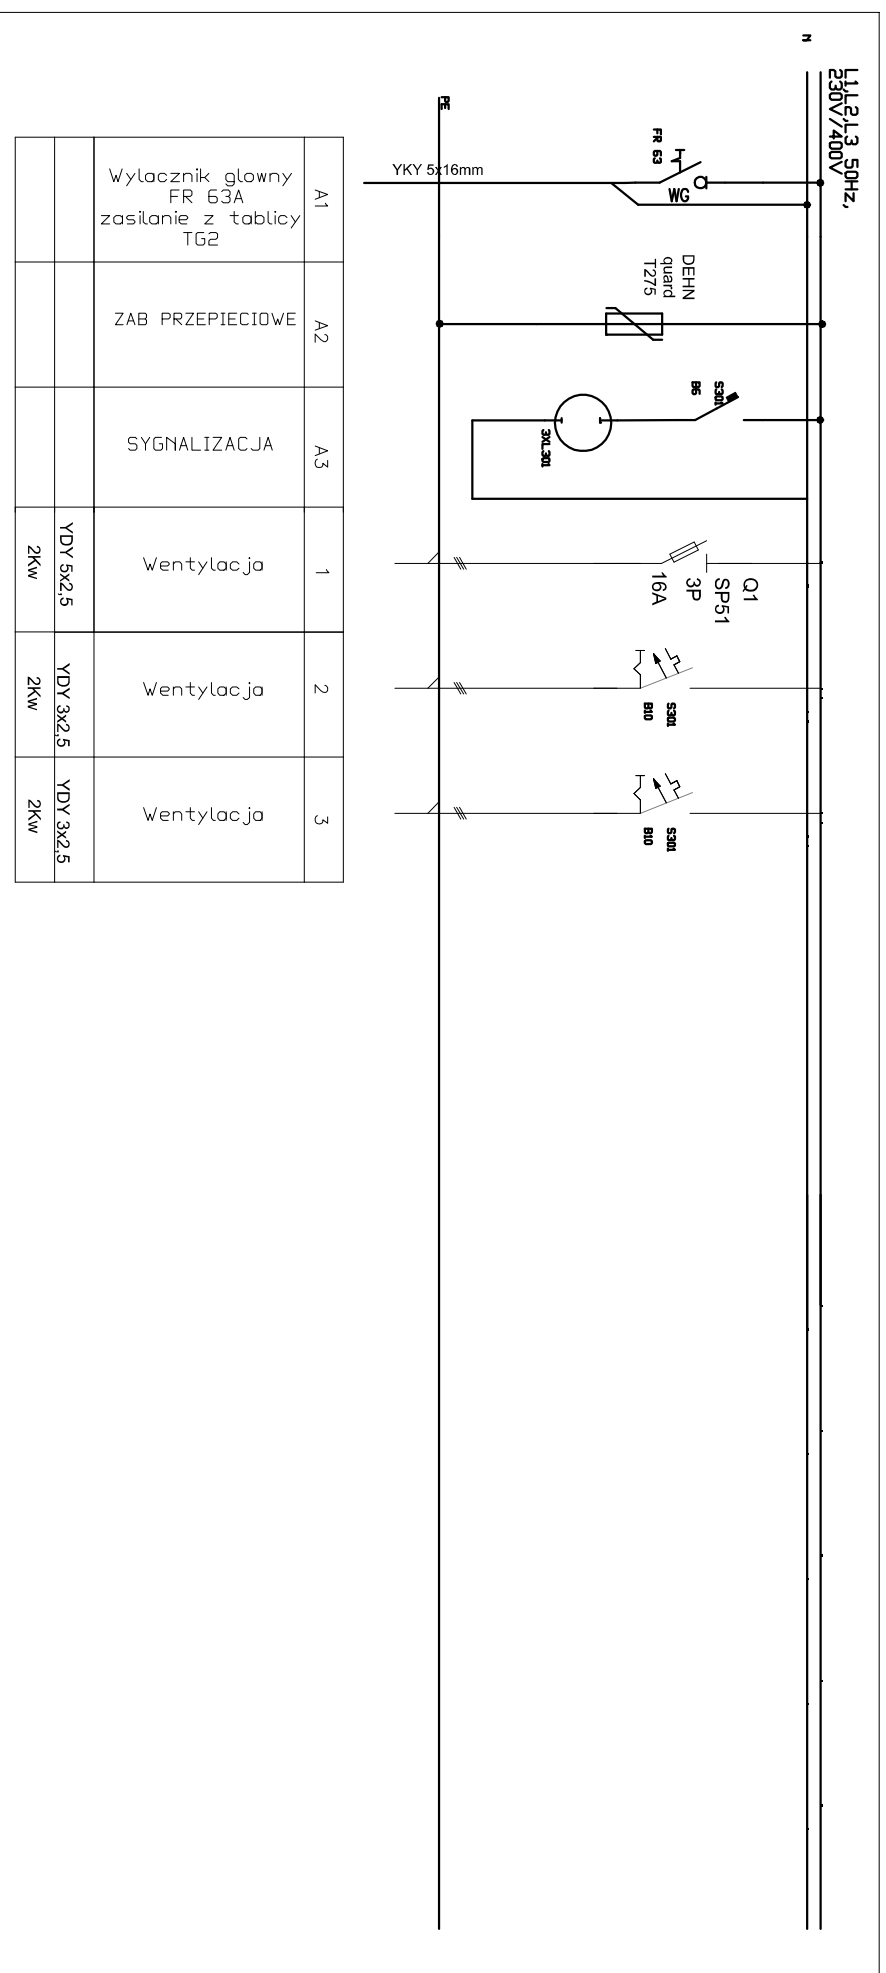 N
L1,L2,L3 50Hz,
230V/400V
PE
FR 63
WG
YKY 5x16mm
DEHN
quard
T275
S301
B6
3XL301
Q1
SP51
3P
16A
S301
B10
S301
B10
A1
Wylacznik glowny
FR 63A
zasilanie z tablicy
TG2
A2
ZAB PRZEPIECIOWE
A3
SYGNALIZACJA
1
Wentylacja
YDY 5x2,5
2Kw
2
Wentylacja
YDY 3x2,5
2Kw
3
Wentylacja
YDY 3x2,5
2Kw